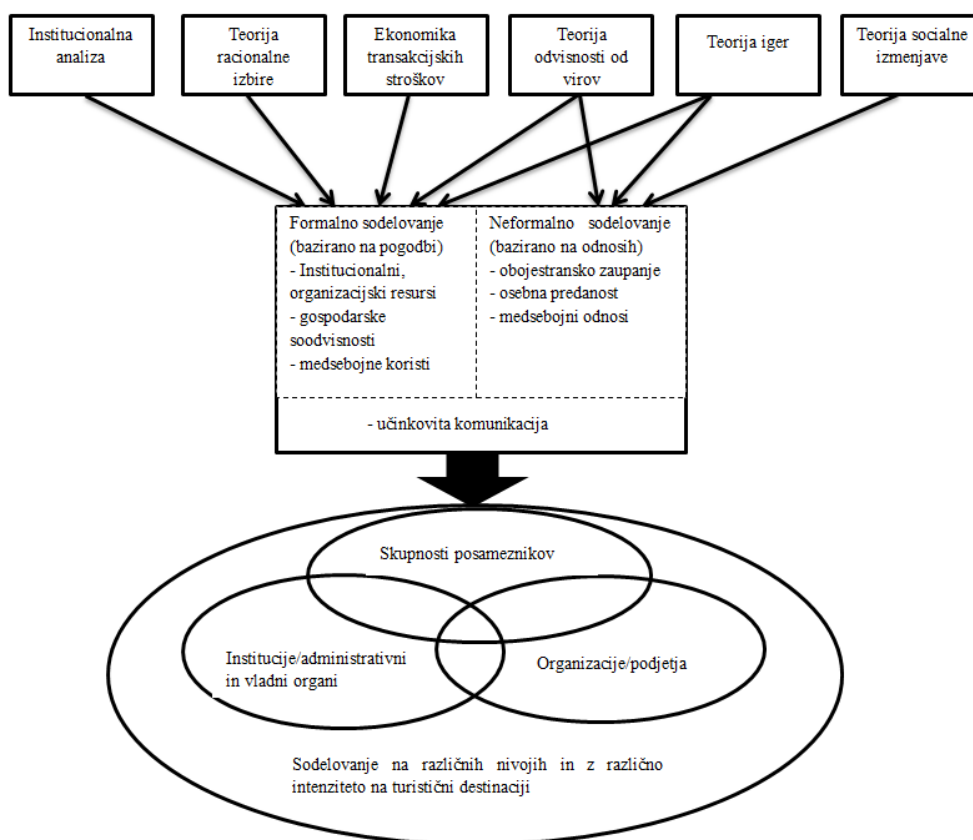 Institucionalna
analiza
Teorija
racionalne
izbire
Ekonomika
transakcijskih
stroškov
Teorija
odvisnosti od
virov
Teorija iger
Teorija socialne
izmenjave
Formalno sodelovanje
(bazirano na pogodbi)
- Institucionalni,
organizacijski resursi
- gospodarske
soodvisnosti
- medsebojne koristi
Neformalno sodelovanje
(bazirano na odnosih)
- obojestransko zaupanje
- osebna predanost
- medsebojni odnosi
- učinkovita komunikacija
Skupnosti posameznikov
Institucije/administrativni
in vladni organi
Organizacije/podjetja
Sodelovanje na različnih nivojih in z različno
intenziteto na turistični destinaciji